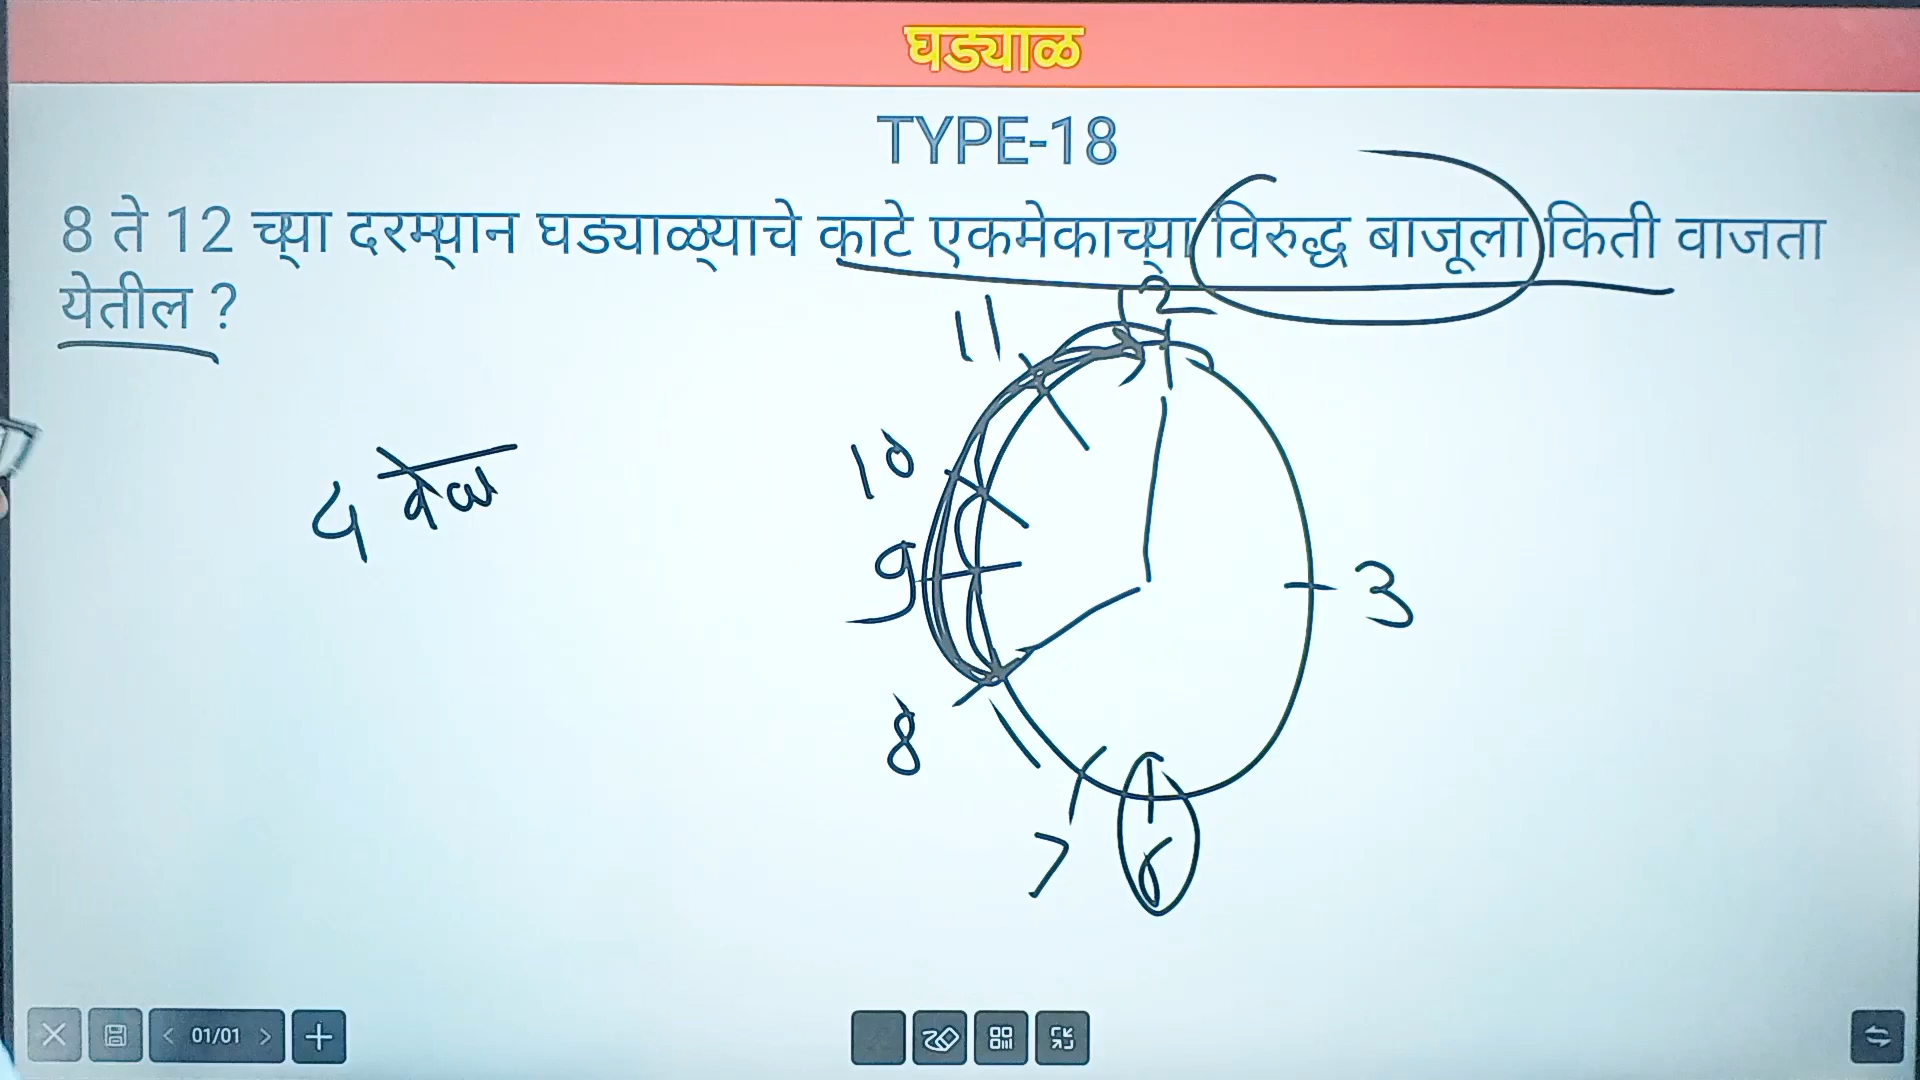 घड्याळ
TYPE-18
8 ते 12 च्या दरम्यान घड्याळ्याचे काटे एकमेकाच्या विरुद्ध बाजूला किती वाजता
येतील ?
12
11
10
4 वेळा
9
3
8
7
6
01/01